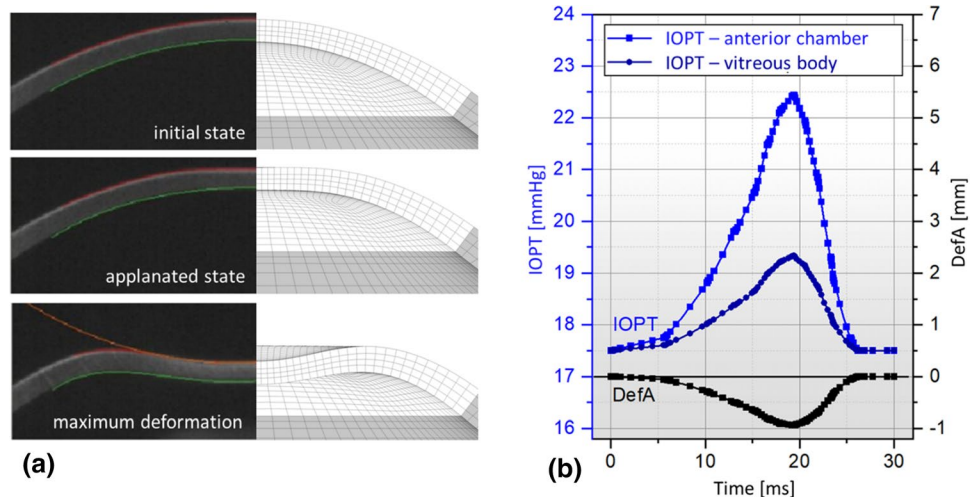 initial state
applanated state
maximum deformation
(a)
(b)
IOPT – anterior chamber
IOPT – vitreous body
24
23
22
21
20
19
18
17
16
IOPT [mmHg]
IOPT
DefA
7
6
5
4
3
2
1
0
-1
DefA [mm]
0
10
20
30
Time [ms]